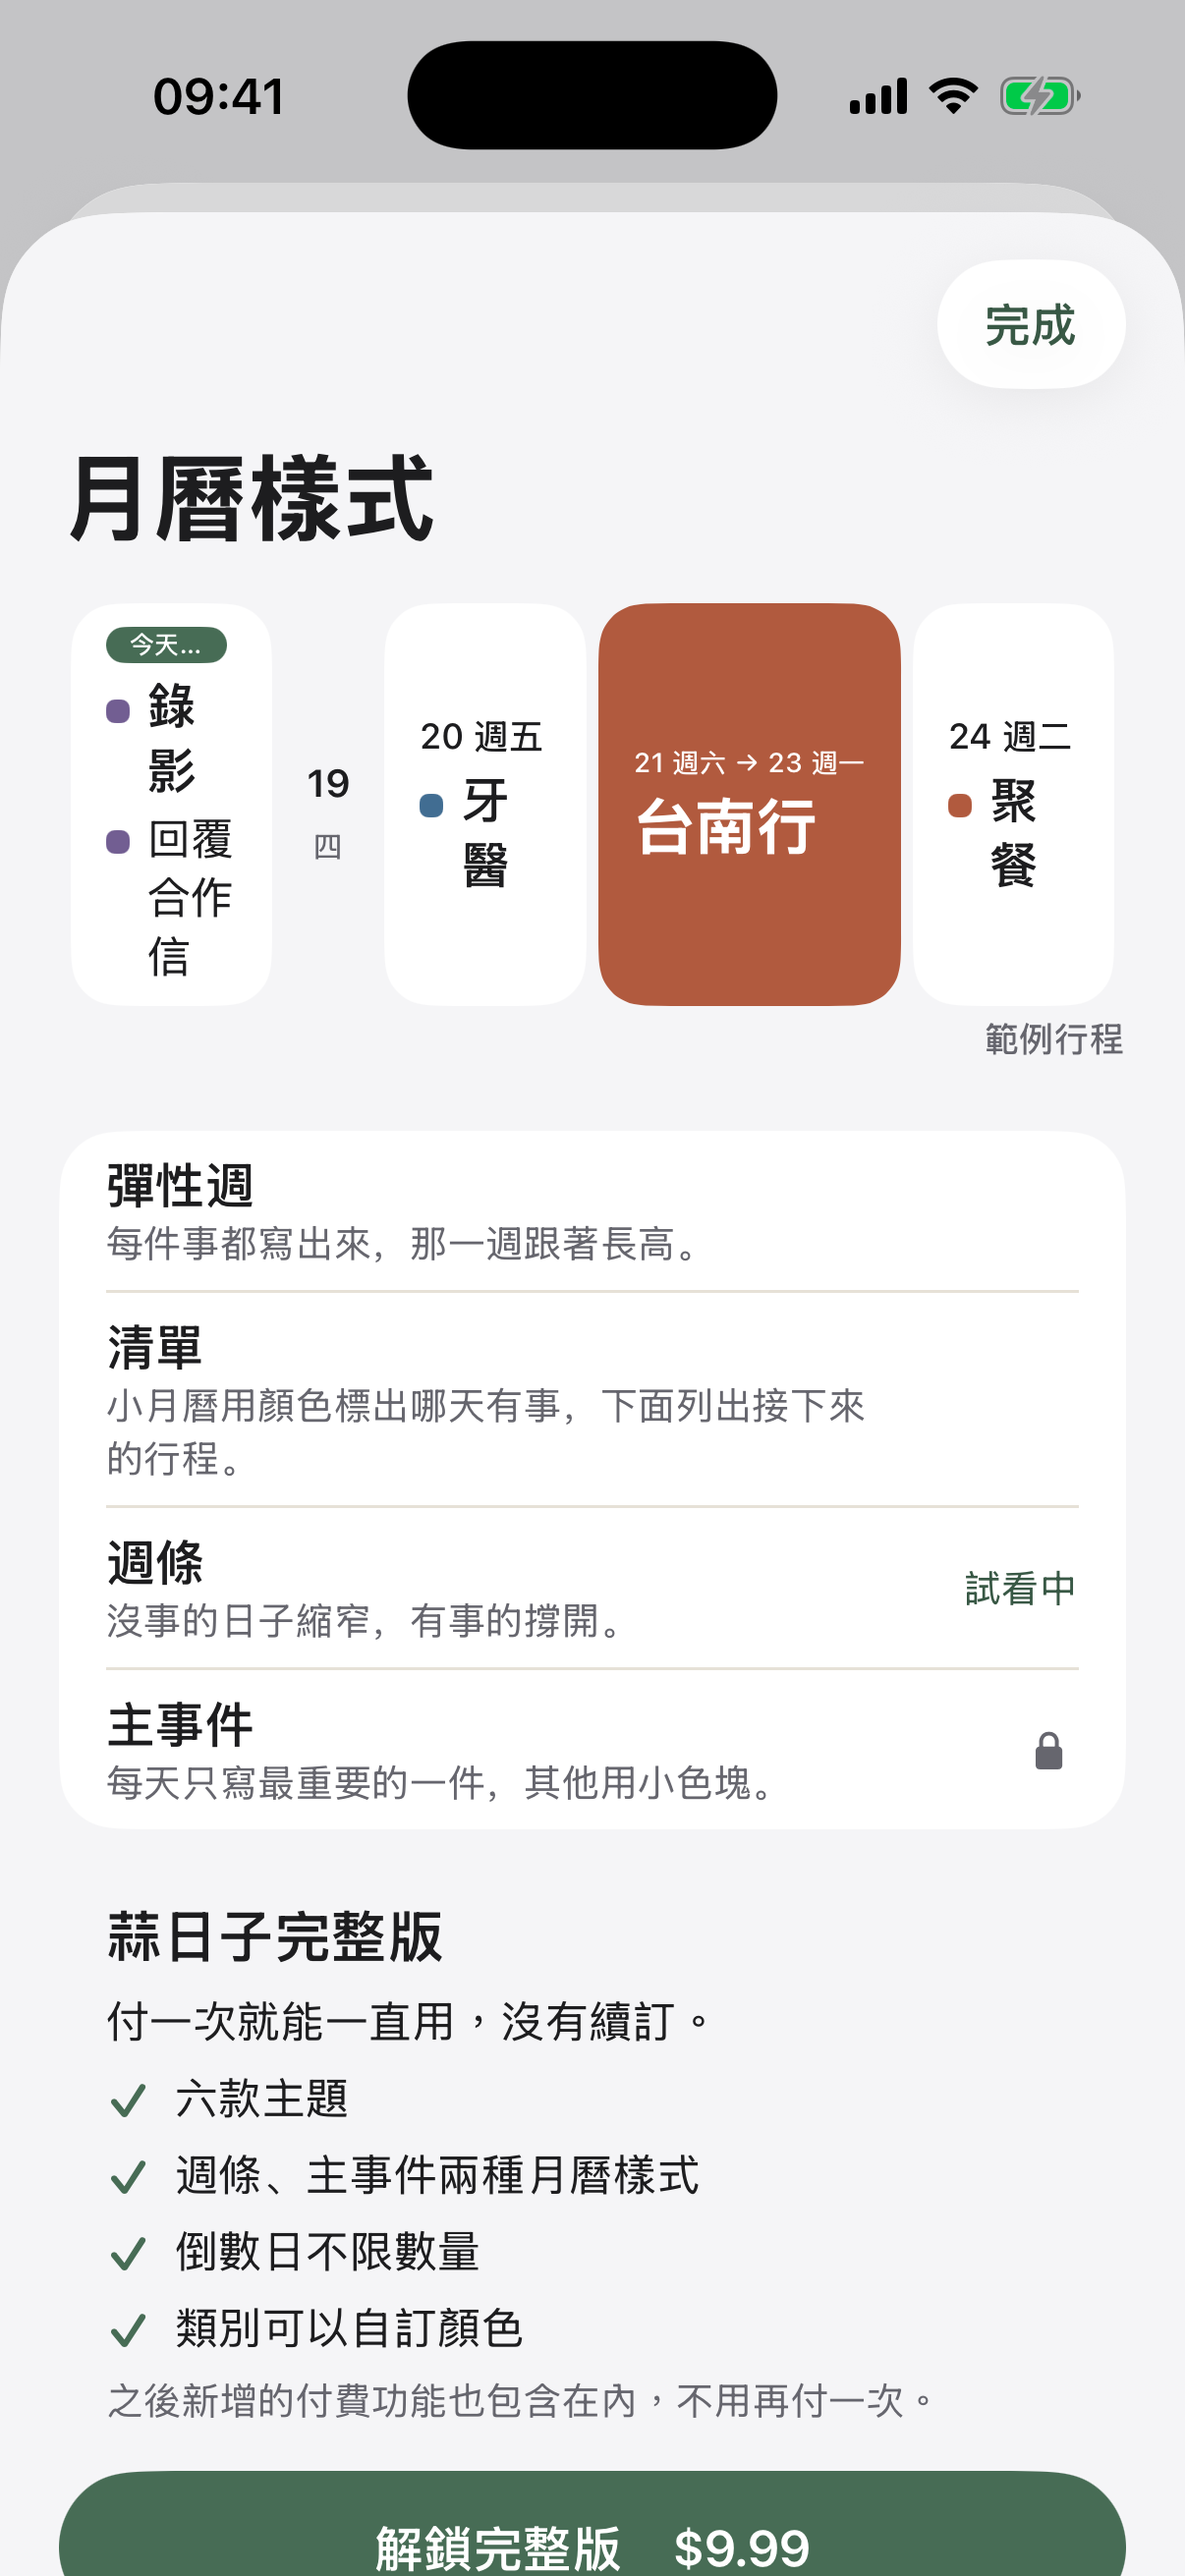 09:41
完成
月曆樣式
今天...
錄
影
回覆
合作
信
19
四
20 週五
牙
醫
21 週六 → 23 週一
台南行
24 週二
聚
餐
範例行程
彈性週
每件事都寫出來，那一週跟著長高。
清單
小月曆用顏色標出哪天有事，下面列出接下來
的行程。
週條
沒事的日子縮窄，有事的撐開。
試看中
主事件
每天只寫最重要的一件，其他用小色塊。
蒜日子完整版
付一次就能一直用，沒有續訂。
六款主題
週條、主事件兩種月曆樣式
倒數日不限數量
類別可以自訂顏色
之後新增的付費功能也包含在內，不用再付一次。
解鎖完整版 $9.99